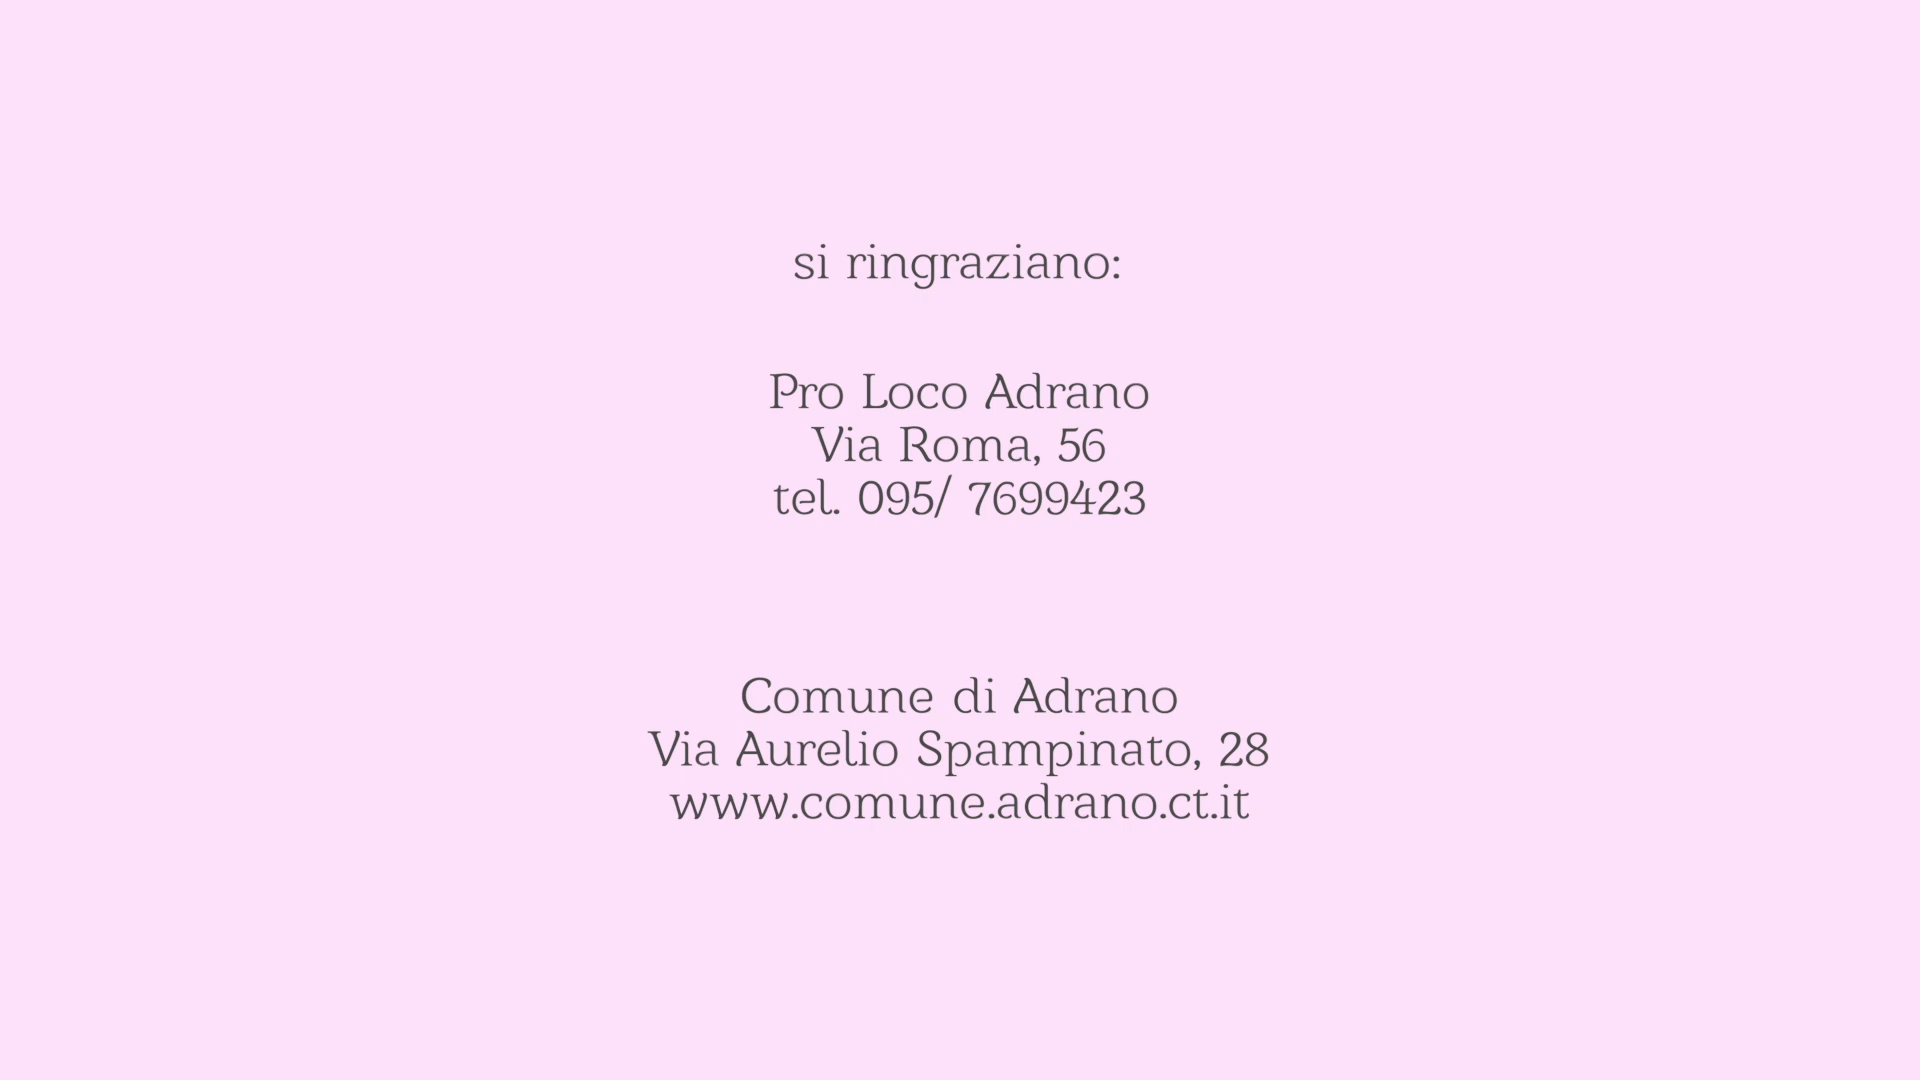 si ringraziano:
Pro Loco Adrano
Via Roma, 56
tel. 095/ 7699423
Comune di Adrano
Via Aurelio Spampinato, 28
www.comune.adrano.ct.it